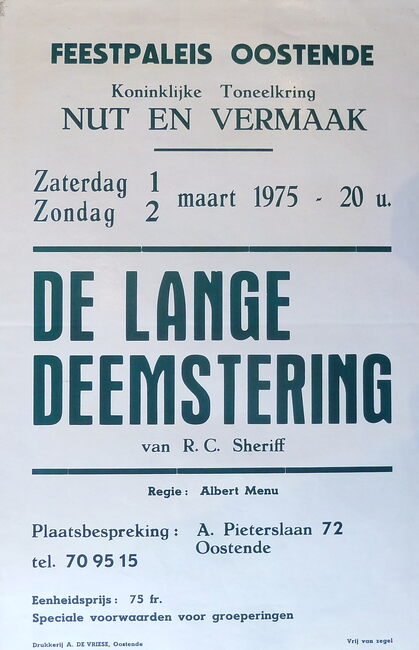 FEESTPALEIS OOSTENDE
Koninklijke Toneelkring
NUT EN VERMAAK
Zaterdag 1
Zondag 2
maart 1975 - 20 u.
DE LANGE
DEEMSTERING
van R. C. Sheriff
Regie: Albert Menu
Plaatsbespreking: A. Pieterslaan 72
Oostende
tel. 70 95 15
Eenheidsprijs: 75 fr.
Speciale voorwaarden voor groeperingen
Drukkerij A. DE VRIESE, Oostende
Vrij van zegel